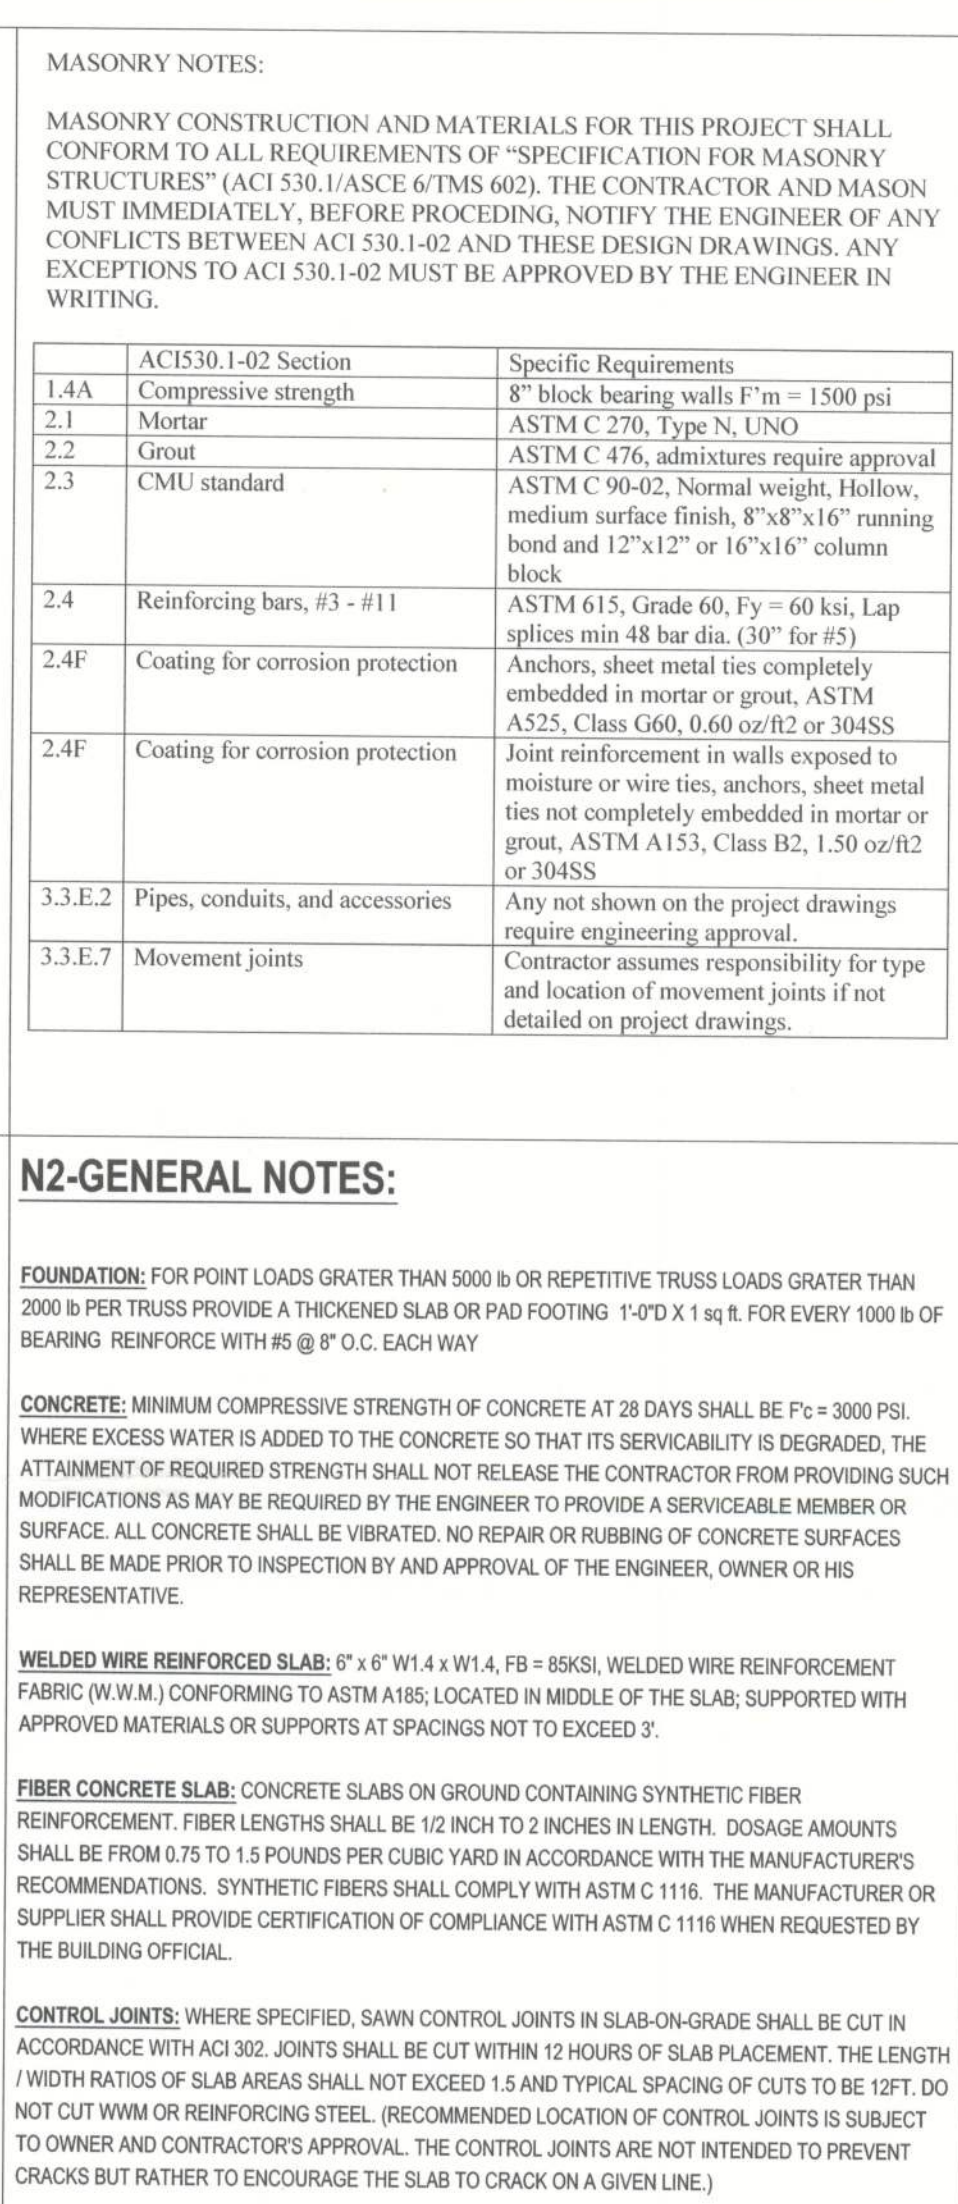 MASONRY NOTES:
MASONRY CONSTRUCTION AND MATERIALS FOR THIS PROJECT SHALL
CONFORM TO ALL REQUIREMENTS OF “SPECIFICATION FOR MASONRY
STRUCTURES” (ACI 530.1/ASCE 6/TMS 602). THE CONTRACTOR AND MASON
MUST IMMEDIATELY, BEFORE PROCEDING, NOTIFY THE ENGINEER OF ANY
CONFLICTS BETWEEN ACI 530.1-02 AND THESE DESIGN DRAWINGS. ANY
EXCEPTIONS TO ACI 530.1-02 MUST BE APPROVED BY THE ENGINEER IN
WRITING.
ACI530.1-02 Section Specific Requirements
1.4A Compressive strength 8” block bearing walls F’m = 1500 psi
2.1 Mortar ASTM C 270, Type N, UNO
2.2 Grout ASTM C 476, admixtures require approval
2.3 CMU standard ASTM C 90-02, Normal weight, Hollow,
medium surface finish, 8”x8”x16” running
bond and 12”x12” or 16”x16” column
block
2.4 Reinforcing bars, #3 - #11 ASTM 615, Grade 60, Fy = 60 ksi, Lap
splices min 48 bar dia. (30” for #5)
2.4F Coating for corrosion protection Anchors, sheet metal ties completely
embedded in mortar or grout, ASTM
A525, Class G60, 0.60 oz/ft2 or 304SS
2.4F Coating for corrosion protection Joint reinforcement in walls exposed to
moisture or wire ties, anchors, sheet metal
ties not completely embedded in mortar or
grout, ASTM A153, Class B2, 1.50 oz/ft2
or 304SS
3.3.E.2 Pipes, conduits, and accessories Any not shown on the project drawings
require engineering approval.
3.3.E.7 Movement joints Contractor assumes responsibility for type
and location of movement joints if not
detailed on project drawings.
N2-GENERAL NOTES:
FOUNDATION: FOR POINT LOADS GRATER THAN 5000 lb OR REPETITIVE TRUSS LOADS GRATER THAN
2000 lb PER TRUSS PROVIDE A THICKENED SLAB OR PAD FOOTING 1'-0"D X 1 sq ft. FOR EVERY 1000 lb OF
BEARING REINFORCE WITH #5 @ 8" O.C. EACH WAY
CONCRETE: MINIMUM COMPRESSIVE STRENGTH OF CONCRETE AT 28 DAYS SHALL BE F'c = 3000 PSI.
WHERE EXCESS WATER IS ADDED TO THE CONCRETE SO THAT ITS SERVICABILITY IS DEGRADED, THE
ATTAINMENT OF REQUIRED STRENGTH SHALL NOT RELEASE THE CONTRACTOR FROM PROVIDING SUCH
MODIFICATIONS AS MAY BE REQUIRED BY THE ENGINEER TO PROVIDE A SERVICEABLE MEMBER OR
SURFACE. ALL CONCRETE SHALL BE VIBRATED. NO REPAIR OR RUBBING OF CONCRETE SURFACES
SHALL BE MADE PRIOR TO INSPECTION BY AND APPROVAL OF THE ENGINEER, OWNER OR HIS
REPRESENTATIVE.
WELDED WIRE REINFORCED SLAB: 6" x 6" W1.4 x W1.4, FB = 85KSI, WELDED WIRE REINFORCEMENT
FABRIC (W.W.M.) CONFORMING TO ASTM A185; LOCATED IN MIDDLE OF THE SLAB; SUPPORTED WITH
APPROVED MATERIALS OR SUPPORTS AT SPACINGS NOT TO EXCEED 3'.
FIBER CONCRETE SLAB: CONCRETE SLABS ON GROUND CONTAINING SYNTHETIC FIBER
REINFORCEMENT. FIBER LENGTHS SHALL BE 1/2 INCH TO 2 INCHES IN LENGTH. DOSAGE AMOUNTS
SHALL BE FROM 0.75 TO 1.5 POUNDS PER CUBIC YARD IN ACCORDANCE WITH THE MANUFACTURER'S
RECOMMENDATIONS. SYNTHETIC FIBERS SHALL COMPLY WITH ASTM C 1116. THE MANUFACTURER OR
SUPPLIER SHALL PROVIDE CERTIFICATION OF COMPLIANCE WITH ASTM C 1116 WHEN REQUESTED BY
THE BUILDING OFFICIAL.
CONTROL JOINTS: WHERE SPECIFIED, SAWN CONTROL JOINTS IN SLAB-ON-GRADE SHALL BE CUT IN
ACCORDANCE WITH ACI 302. JOINTS SHALL BE CUT WITHIN 12 HOURS OF SLAB PLACEMENT. THE LENGTH
/ WIDTH RATIOS OF SLAB AREAS SHALL NOT EXCEED 1.5 AND TYPICAL SPACING OF CUTS TO BE 12FT. DO
NOT CUT WWM OR REINFORCING STEEL. (RECOMMENDED LOCATION OF CONTROL JOINTS IS SUBJECT
TO OWNER AND CONTRACTOR'S APPROVAL. THE CONTROL JOINTS ARE NOT INTENDED TO PREVENT
CRACKS BUT RATHER TO ENCOURAGE THE SLAB TO CRACK ON A GIVEN LINE.)